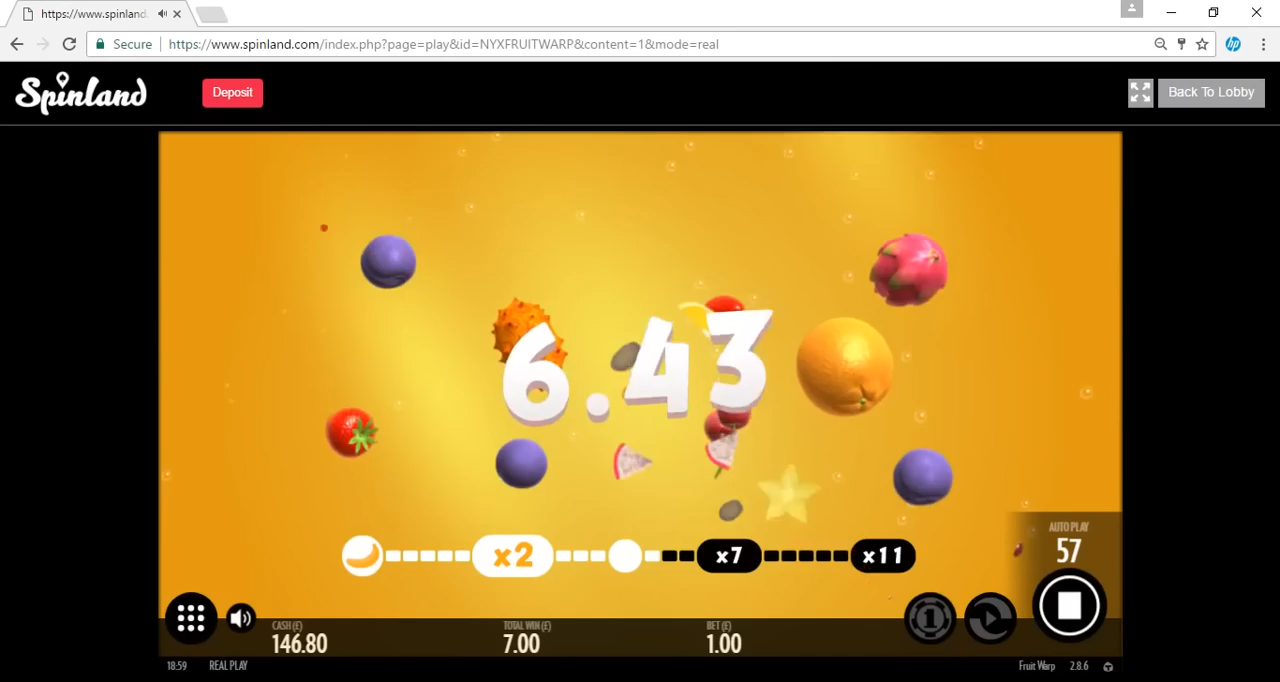 https://www.spinland.
Secure
https://www.spinland.com/index.php?page=play&id=NYXFRUITWARP&content=1&mode=real
hp
Spinland
Deposit
Back To Lobby
6.43
x2
x7
x11
AUTO PLAY
57
1
CASH (£)
TOTAL WIN (£)
BET (£)
146.80
7.00
1.00
18:59
REAL PLAY
Fruit Warp
2.8.6